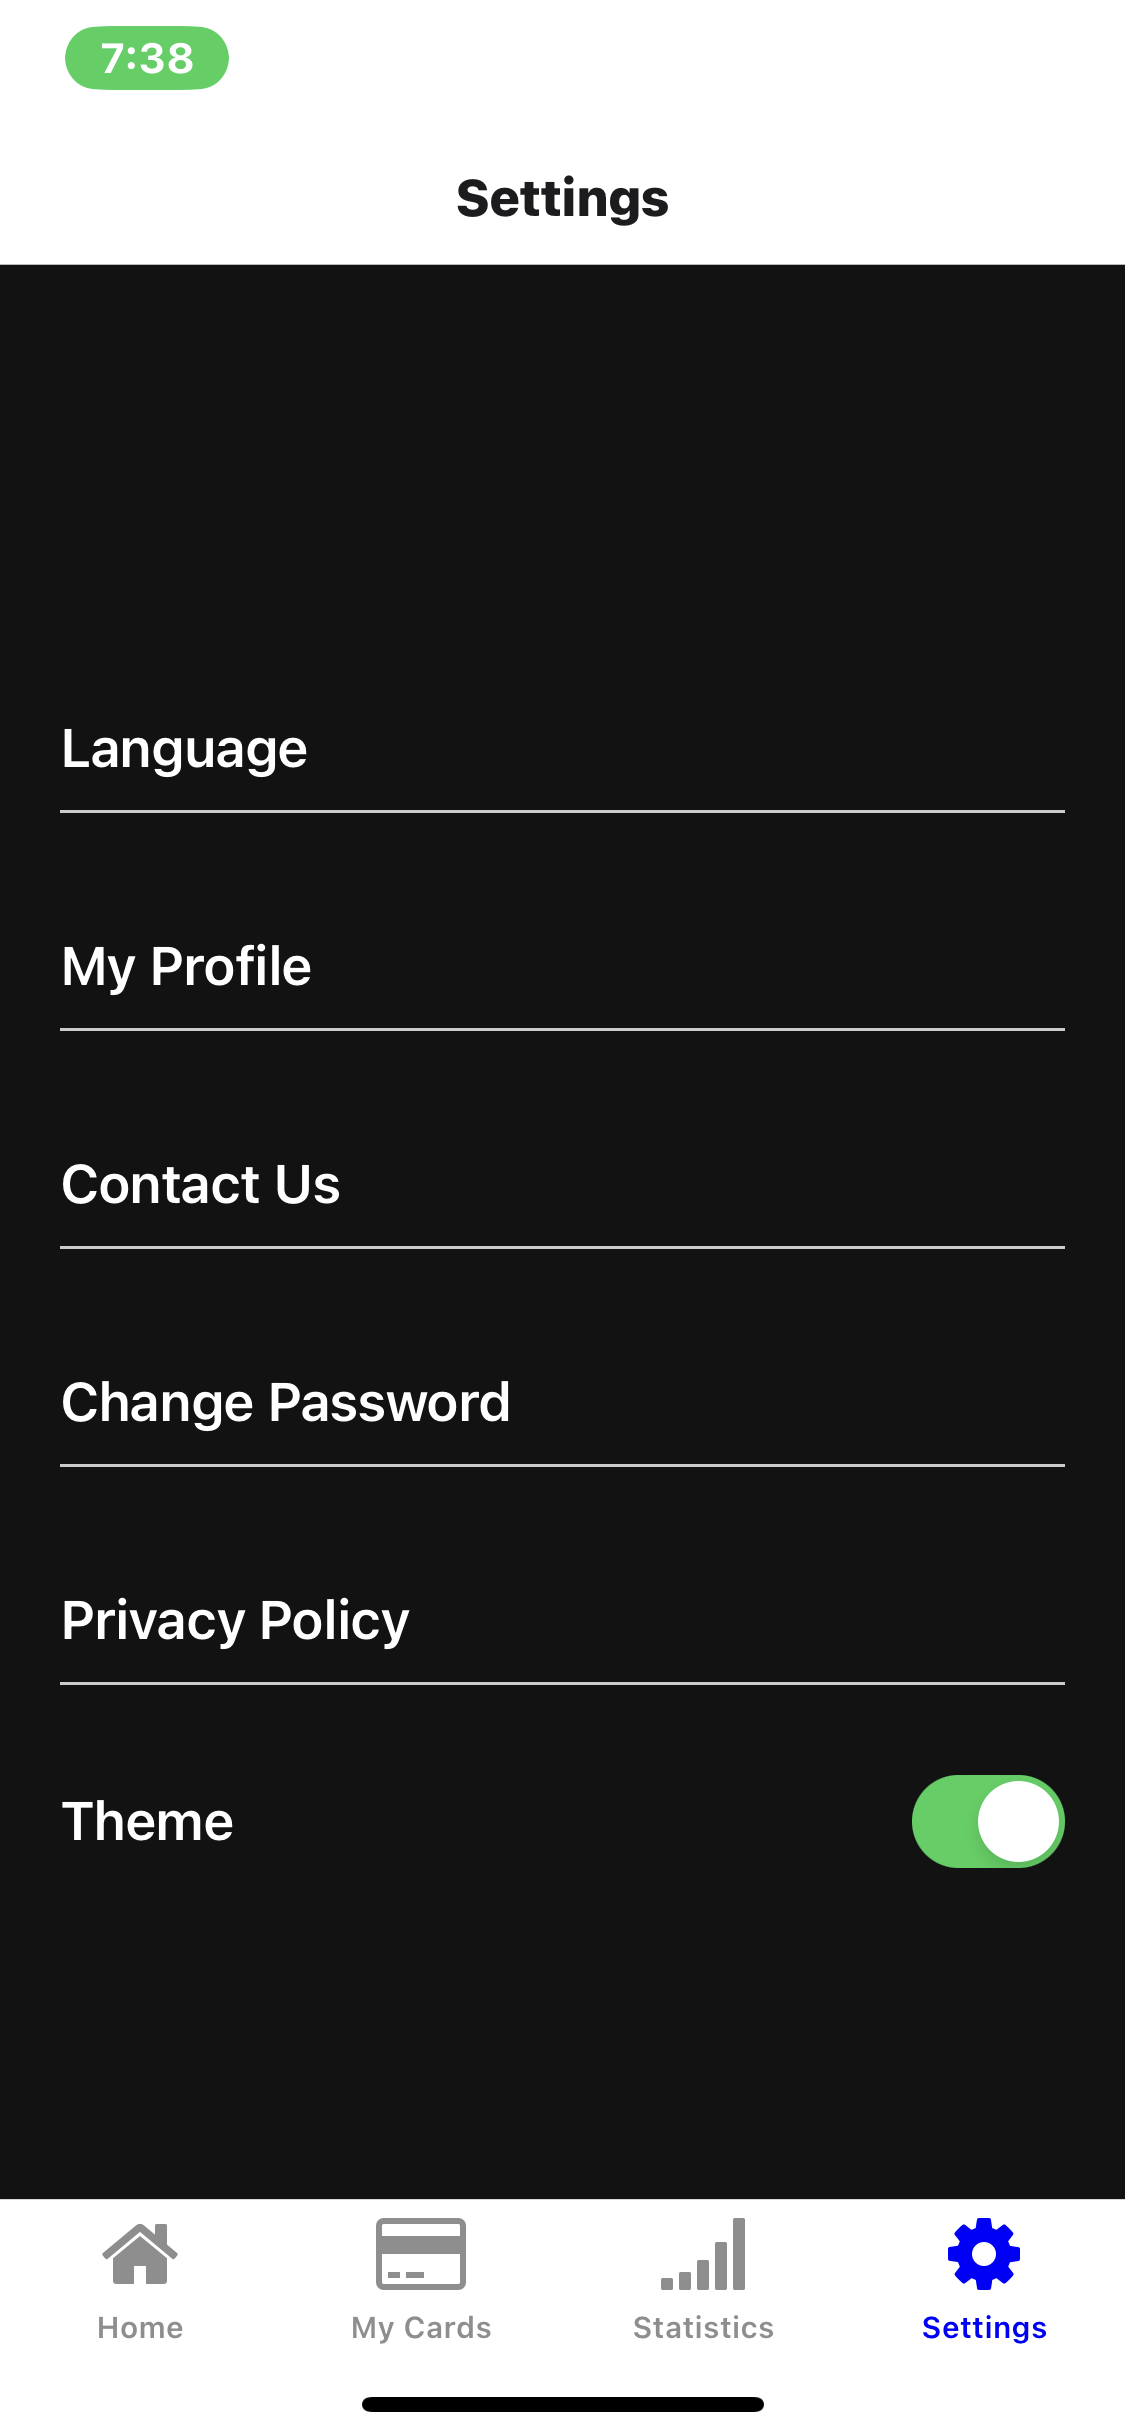 7:38
Settings
Language
My Profile
Contact Us
Change Password
Privacy Policy
Theme
Home
My Cards
Statistics
Settings